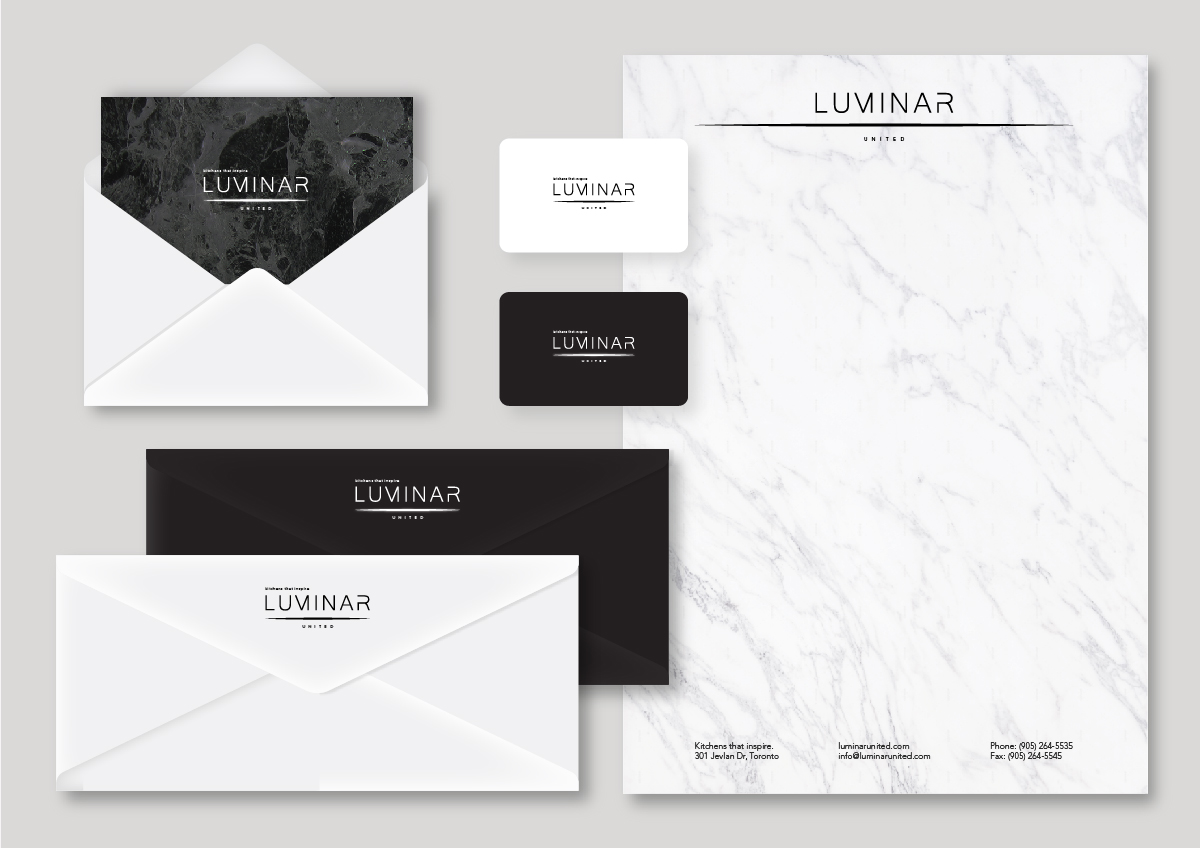 kitchens that inspire
LUMINAR
UNITED
kitchens that inspire
LUMINAR
UNITED
kitchens that inspire
LUMINAR
UNITED
kitchens that inspire
LUMINAR
UNITED
kitchens that inspire
LUMINAR
UNITED
LUMINAR
UNITED
Kitchens that inspire.
301 Jevlan Dr, Toronto
luminarunited.com
info@luminarunited.com
Phone: (905) 264-5535
Fax: (905) 264-5545